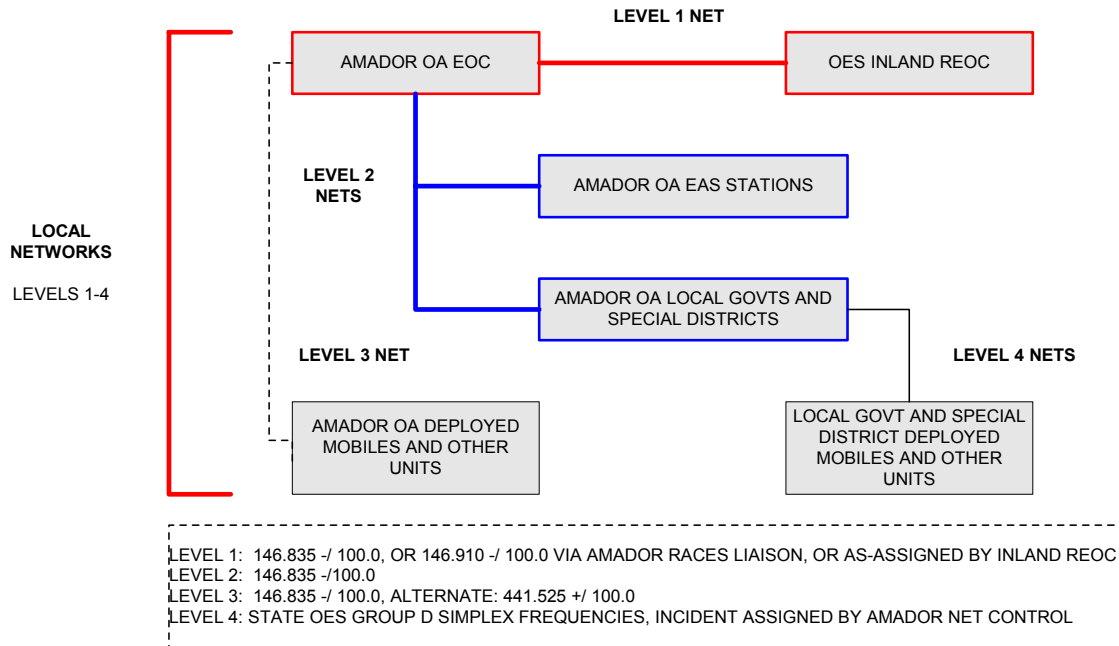 LEVEL 1 NET
AMADOR OA EOC
OES INLAND REOC
LEVEL 2
NETS
AMADOR OA EAS STATIONS
LOCAL
NETWORKS
LEVELS 1-4
AMADOR OA LOCAL GOVTS AND
SPECIAL DISTRICTS
LEVEL 3 NET
LEVEL 4 NETS
AMADOR OA DEPLOYED
MOBILES AND OTHER
UNITS
LOCAL GOVT AND SPECIAL
DISTRICT DEPLOYED
MOBILES AND OTHER
UNITS
LEVEL 1: 146.835 -/ 100.0, OR 146.910 -/ 100.0 VIA AMADOR RACES LIAISON, OR AS-ASSIGNED BY INLAND REOC
LEVEL 2: 146.835 -/100.0
LEVEL 3: 146.835 -/ 100.0, ALTERNATE: 441.525 +/ 100.0
LEVEL 4: STATE OES GROUP D SIMPLEX FREQUENCIES, INCIDENT ASSIGNED BY AMADOR NET CONTROL